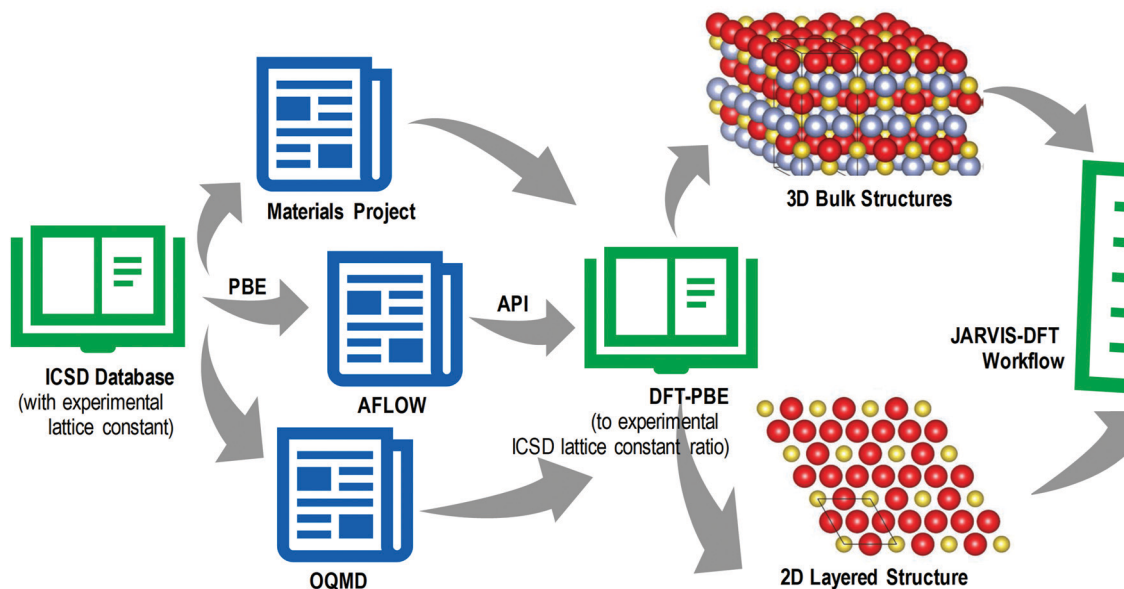 Materials Project
3D Bulk Structures
PBE
API
ICSD Database
(with experimental
lattice constant)
AFLOW
DFT-PBE
(to experimental
ICSD lattice constant ratio)
JARVIS-DFT
Workflow
OQMD
2D Layered Structure